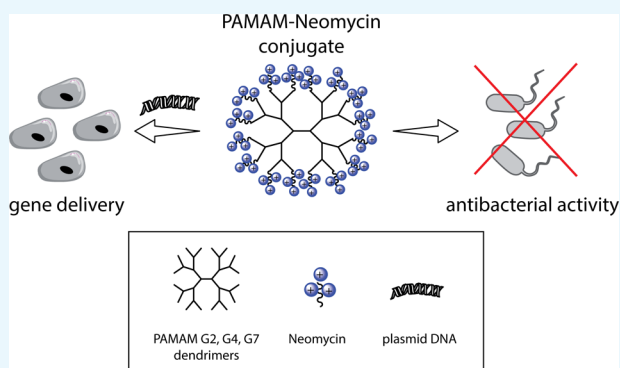 PAMAM-Neomycin
conjugate
gene delivery
antibacterial activity
PAMAM G2, G4, G7
dendrimers
Neomycin
plasmid DNA